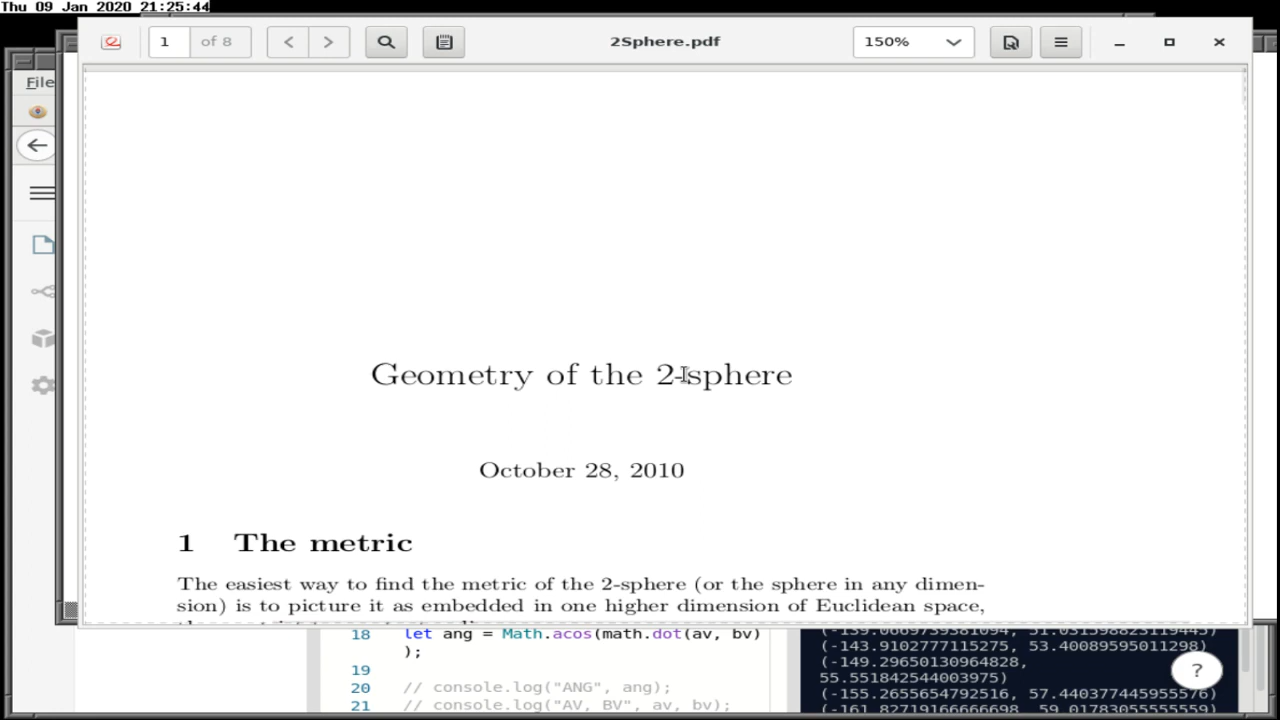 Thu 09 Jan 2020 21:25:44
1 of 8 2Sphere.pdf 150%
File
Geometry of the 2-sphere
October 28, 2010
1 The metric
The easiest way to find the metric of the 2-sphere (or the sphere in any dimen-
sion) is to picture it as embedded in one higher dimension of Euclidean space,
18 let ang = Math.acos(math.dot(av, bv)
);
19
20 // console.log("ANG", ang);
21 // console.log("AV, BV", av, bv);
(-143.9102777115275, 53.40089595011298)
(-149.29650130964828,
55.551842544003975)
(-155.2655654792516, 57.440377445955576)
(-161.82719166666698, 59.01783055555559)
?